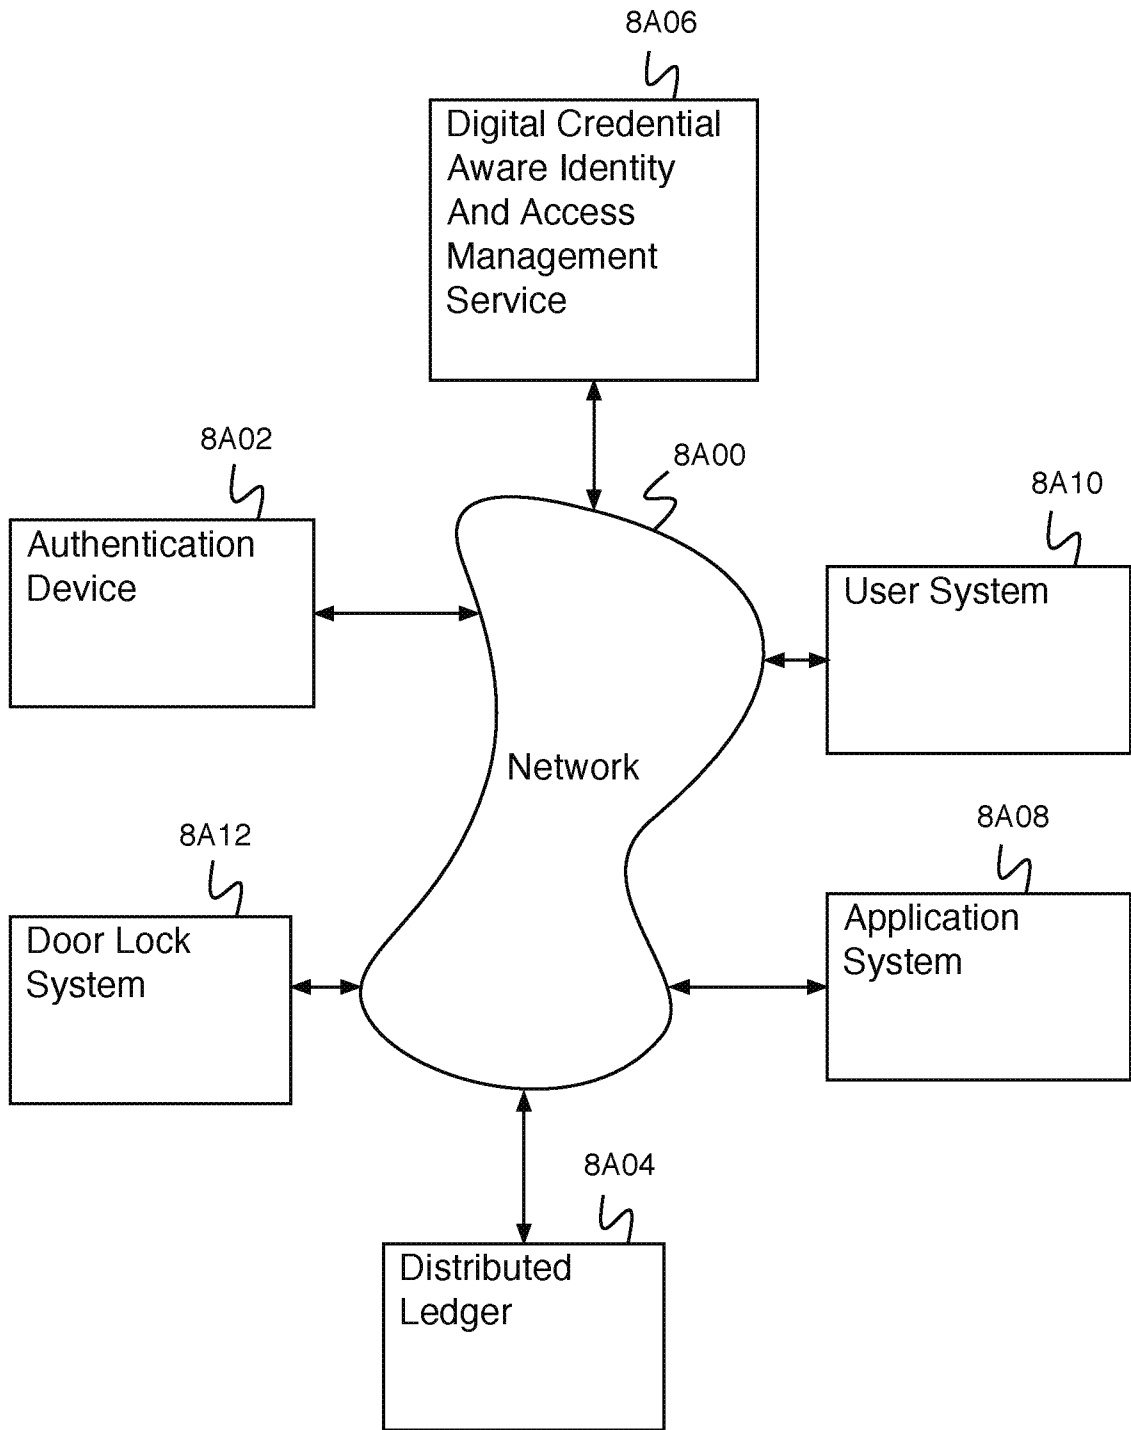 8A06
Digital Credential
Aware Identity
And Access
Management
Service
8A02
8A00
8A10
Authentication
Device
User System
Network
8A12
8A08
Door Lock
System
Application
System
8A04
Distributed
Ledger